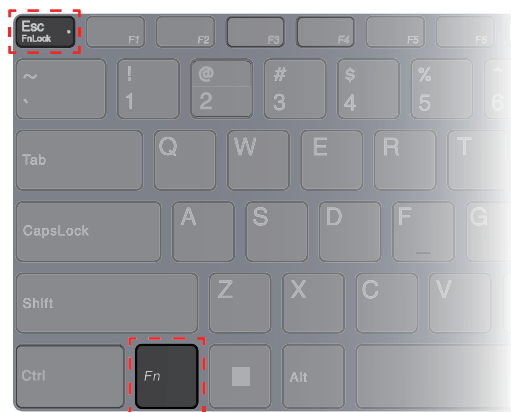 Esc
FnLock
F1
F2
F3
F4
F5
F6
~
`
!
1
@
2
#
3
$
4
%
5
^
6
Tab
Q
W
E
R
T
CapsLock
A
S
D
F
G
Shift
Z
X
C
V
Ctrl
Fn
Alt